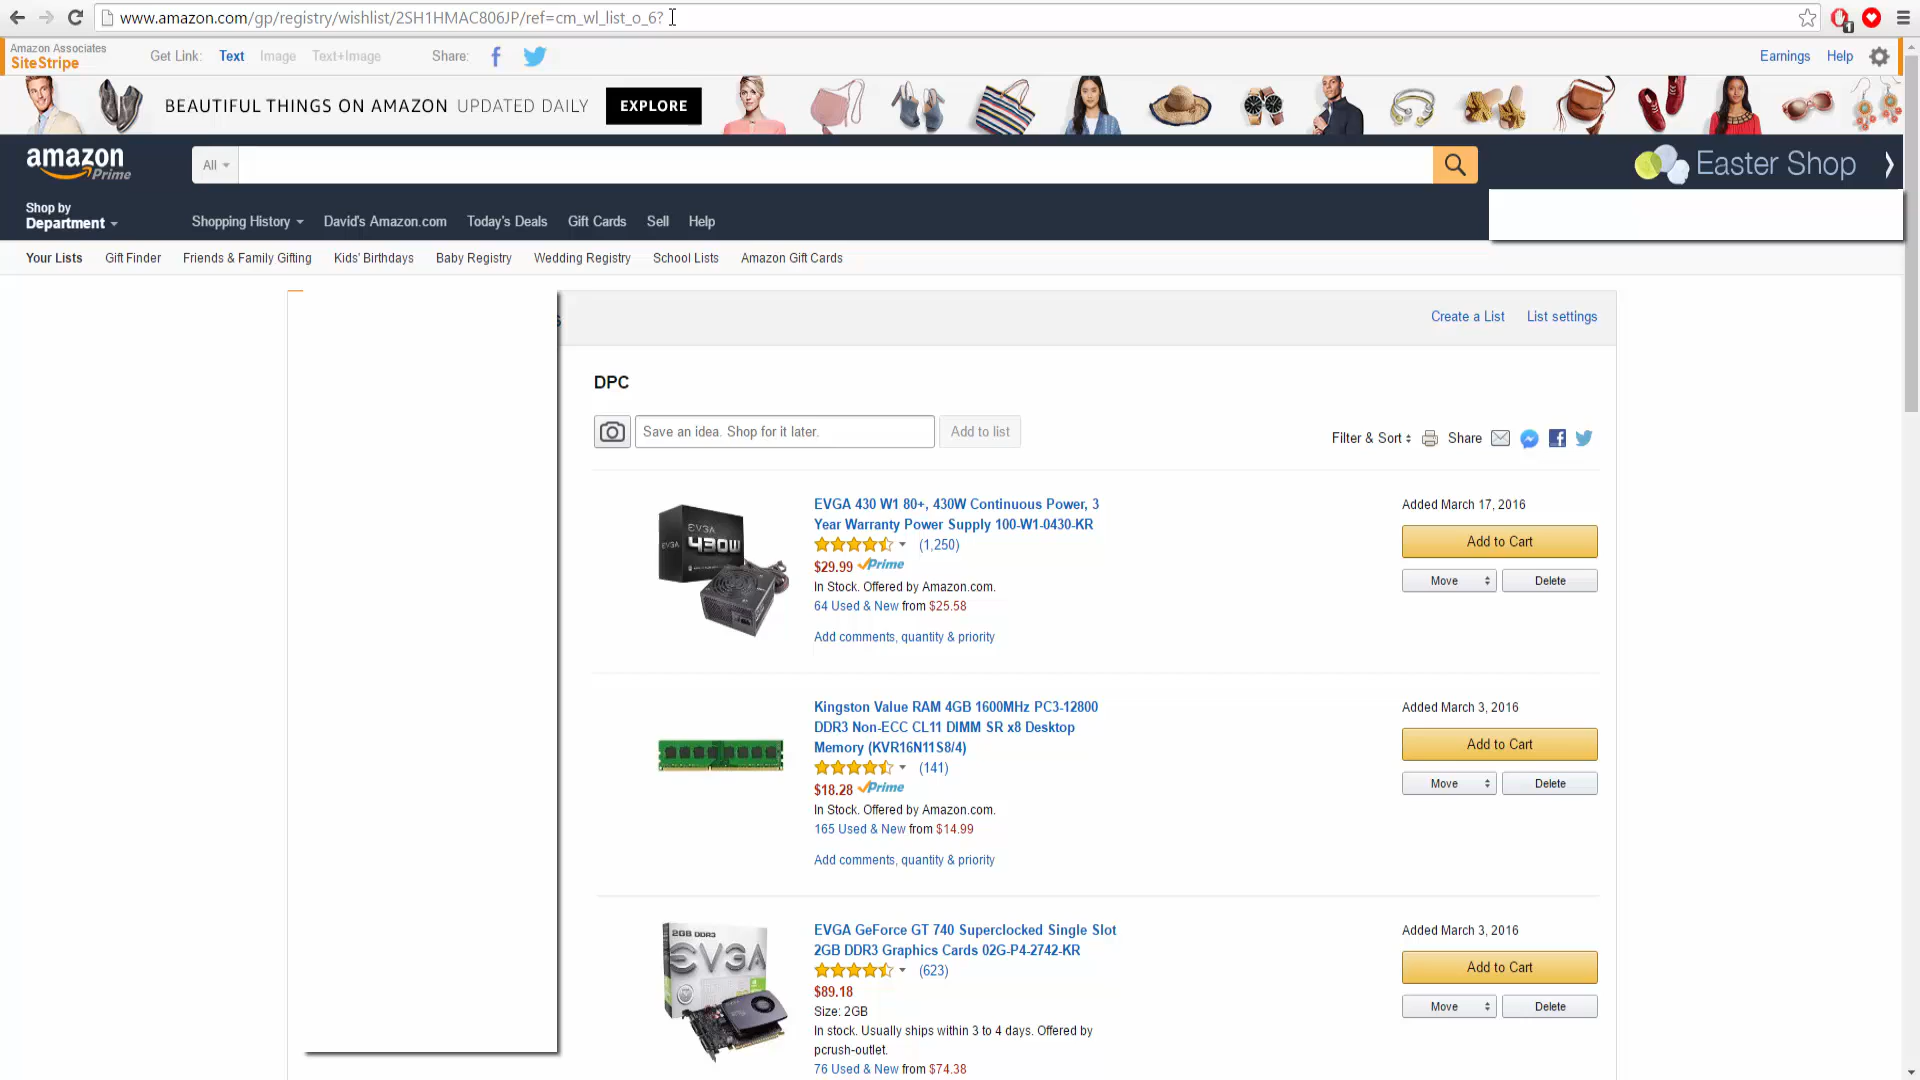 www.amazon.com/gp/registry/wishlist/2SH1HMAC806JP/ref=cm_wl_list_o_6?
1
Amazon Associates
SiteStripe
Get Link: Text Image Text+Image Share:
Earnings Help
BEAUTIFUL THINGS ON AMAZON UPDATED DAILY EXPLORE
amazon Prime
All
Easter Shop
Shop by
Department
Shopping History David's Amazon.com Today's Deals Gift Cards Sell Help
Your Lists Gift Finder Friends & Family Gifting Kids' Birthdays Baby Registry Wedding Registry School Lists Amazon Gift Cards
Create a List List settings
DPC
Save an idea. Shop for it later. Add to list
Filter & Sort Share
EVGA
EVGA 430W
EVGA 430 W1 80+, 430W Continuous Power, 3
Year Warranty Power Supply 100-W1-0430-KR
(1,250)
$29.99 Prime
In Stock. Offered by Amazon.com.
64 Used & New from $25.58
Add comments, quantity & priority
Added March 17, 2016
Add to Cart
Move Delete
Kingston Value RAM 4GB 1600MHz PC3-12800
DDR3 Non-ECC CL11 DIMM SR x8 Desktop
Memory (KVR16N11S8/4)
(141)
$18.28 Prime
In Stock. Offered by Amazon.com.
165 Used & New from $14.99
Add comments, quantity & priority
Added March 3, 2016
Add to Cart
Move Delete
2GB DDR3
EVGA
EVGA GeForce GT 740 Superclocked Single Slot
2GB DDR3 Graphics Cards 02G-P4-2742-KR
(623)
$89.18
Size: 2GB
In stock. Usually ships within 3 to 4 days. Offered by
pcrush-outlet.
76 Used & New from $74.38
Added March 3, 2016
Add to Cart
Move Delete